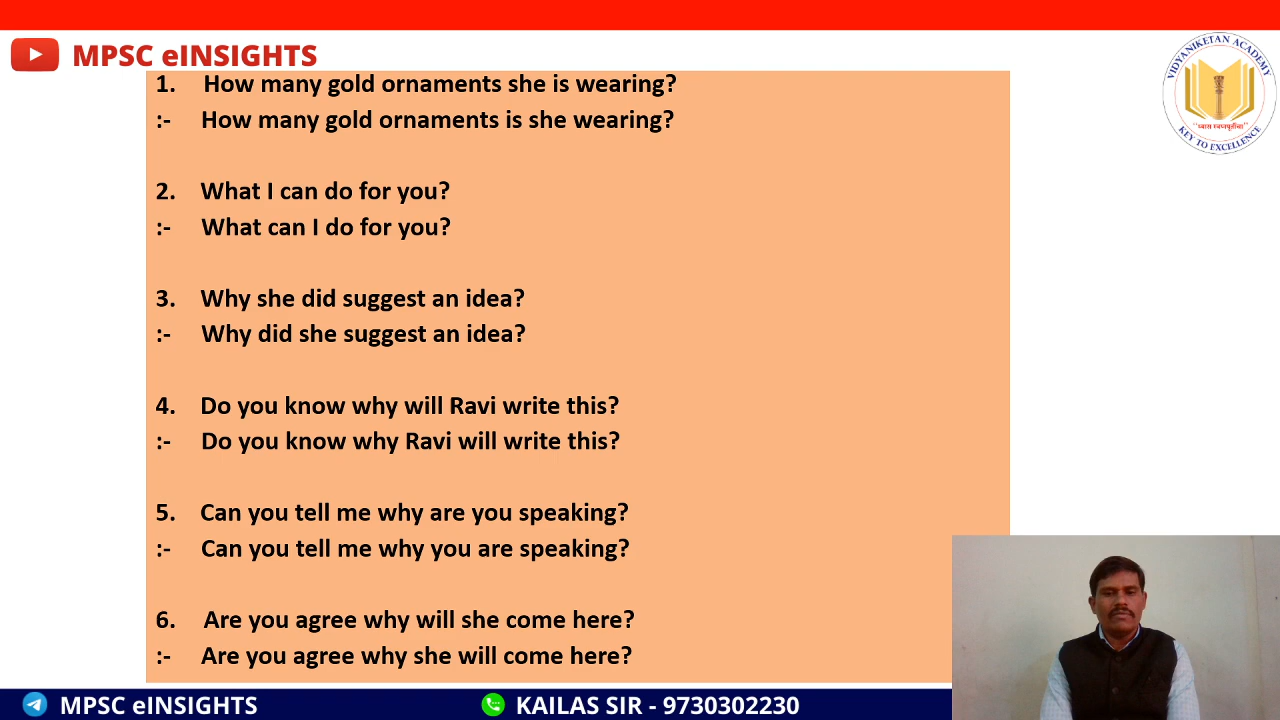 MPSC eINSIGHTS
VIDYANIKETAN ACADEMY
KEY TO EXCELLENCE
1. How many gold ornaments she is wearing?
:- How many gold ornaments is she wearing?
2. What I can do for you?
:- What can I do for you?
3. Why she did suggest an idea?
:- Why did she suggest an idea?
4. Do you know why will Ravi write this?
:- Do you know why Ravi will write this?
5. Can you tell me why are you speaking?
:- Can you tell me why you are speaking?
6. Are you agree why will she come here?
:- Are you agree why she will come here?
MPSC eINSIGHTS
KAILAS SIR - 9730302230